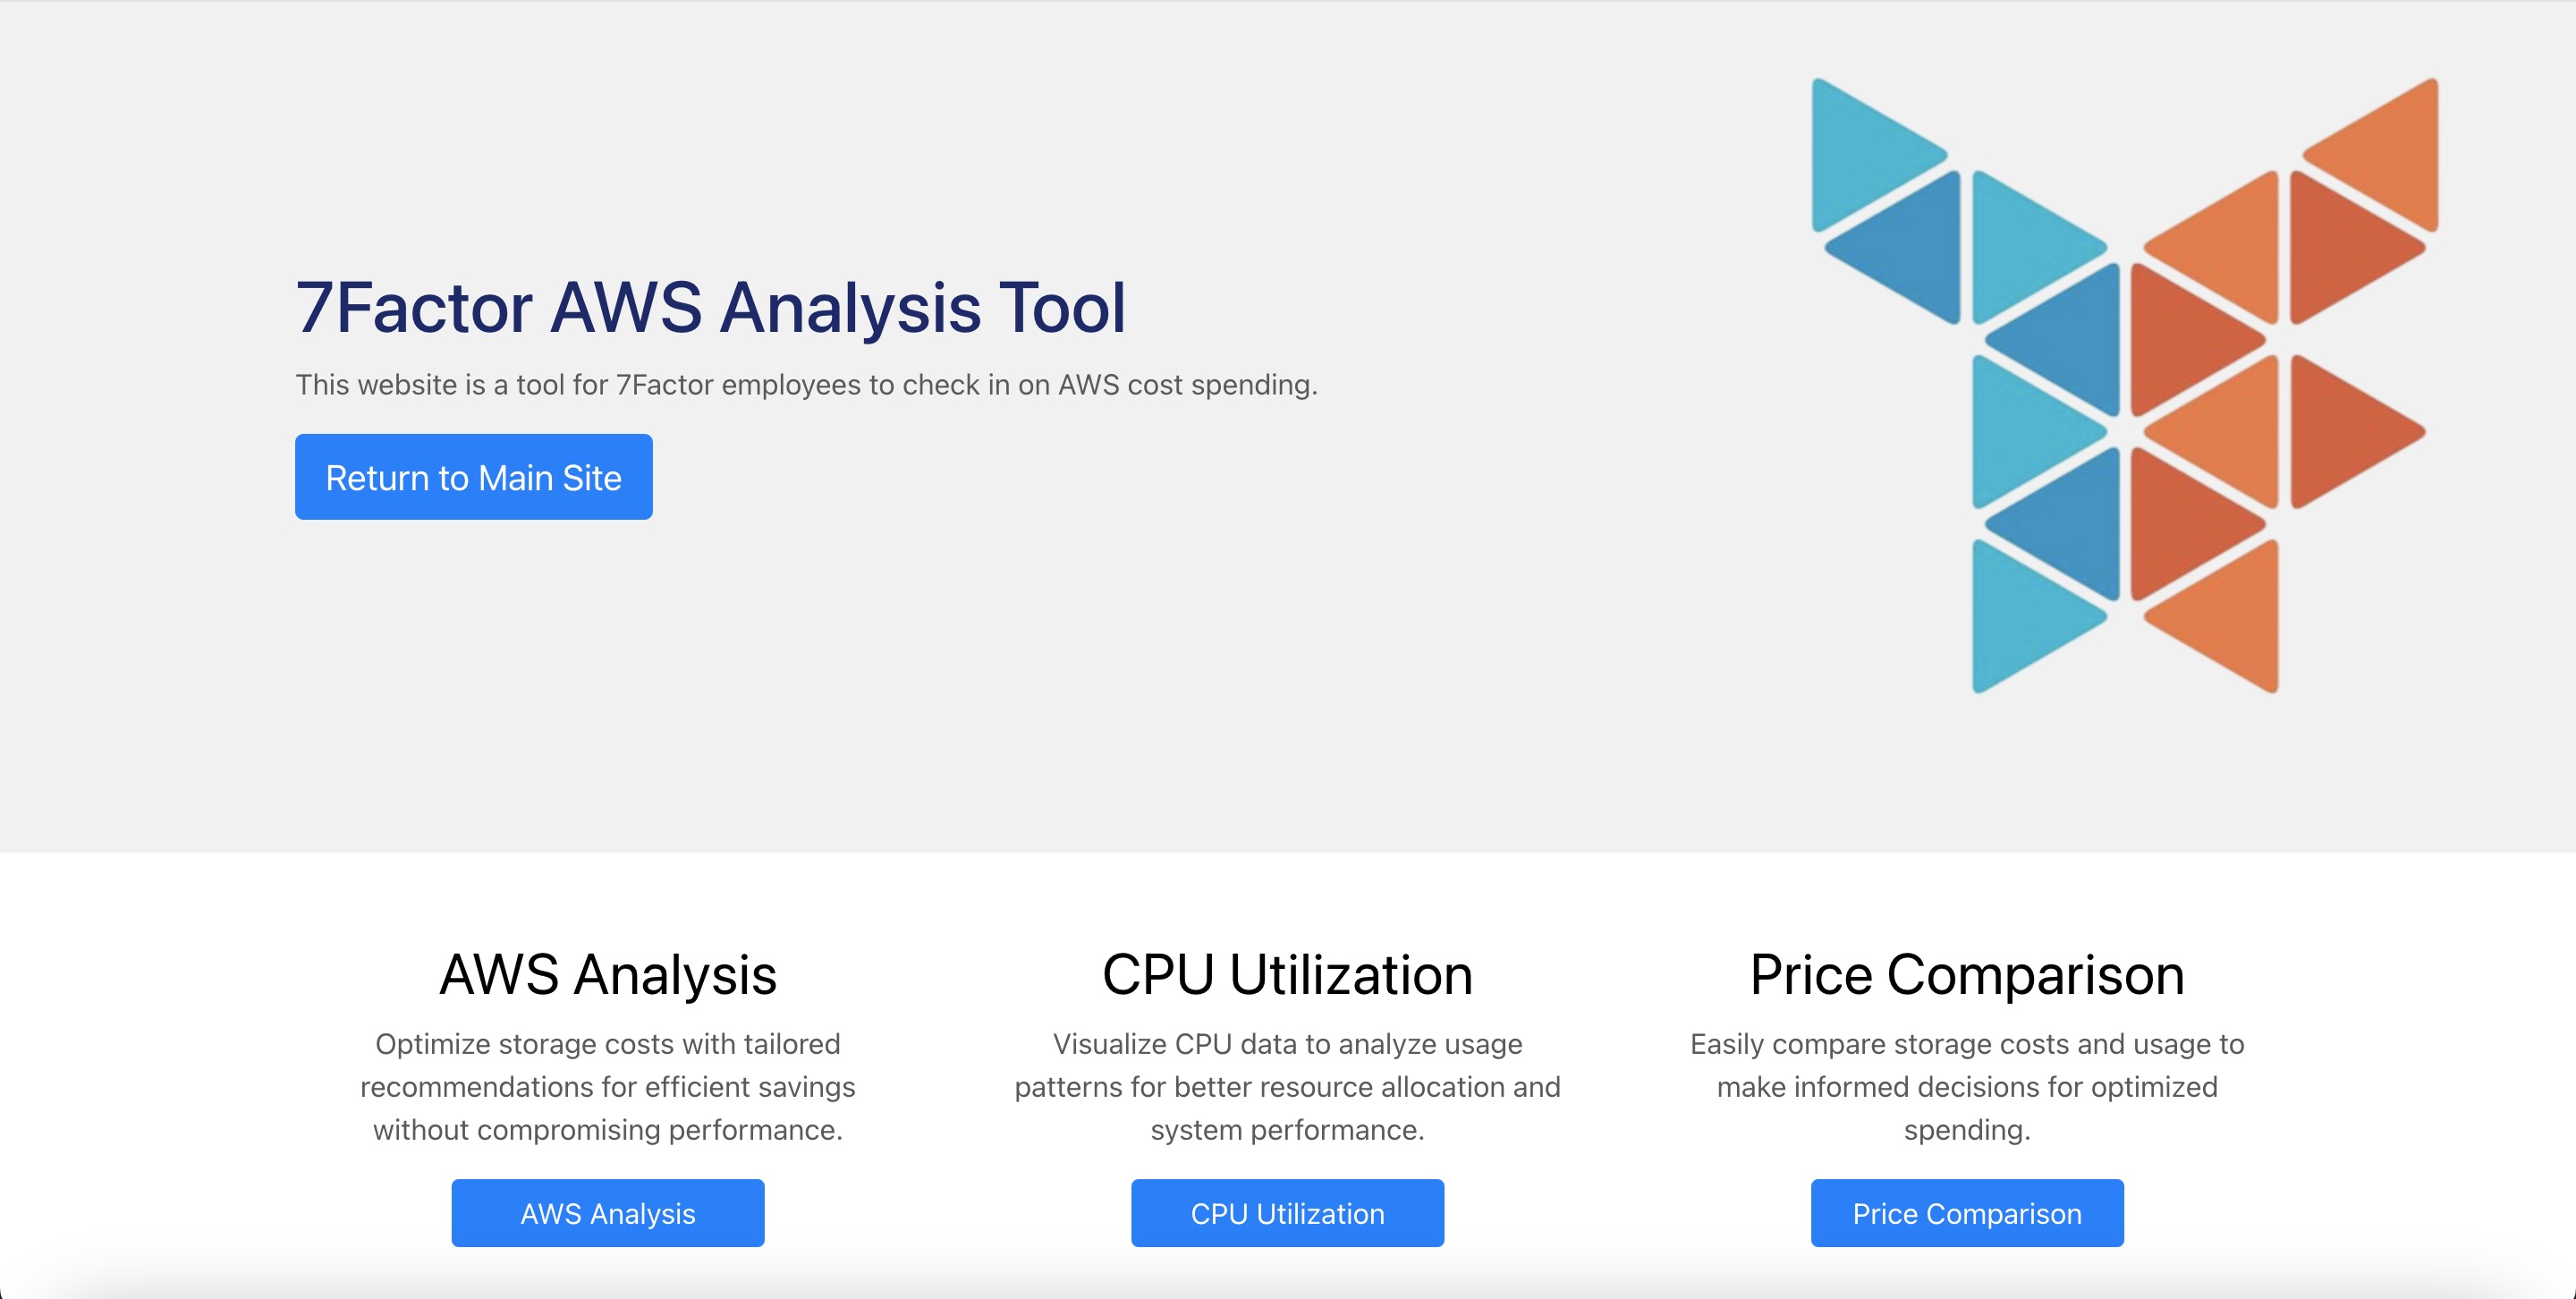 7Factor AWS Analysis Tool
This website is a tool for 7Factor employees to check in on AWS cost spending.
Return to Main Site
AWS Analysis
Optimize storage costs with tailored
recommendations for efficient savings
without compromising performance.
AWS Analysis
CPU Utilization
Visualize CPU data to analyze usage
patterns for better resource allocation and
system performance.
CPU Utilization
Price Comparison
Easily compare storage costs and usage to
make informed decisions for optimized
spending.
Price Comparison